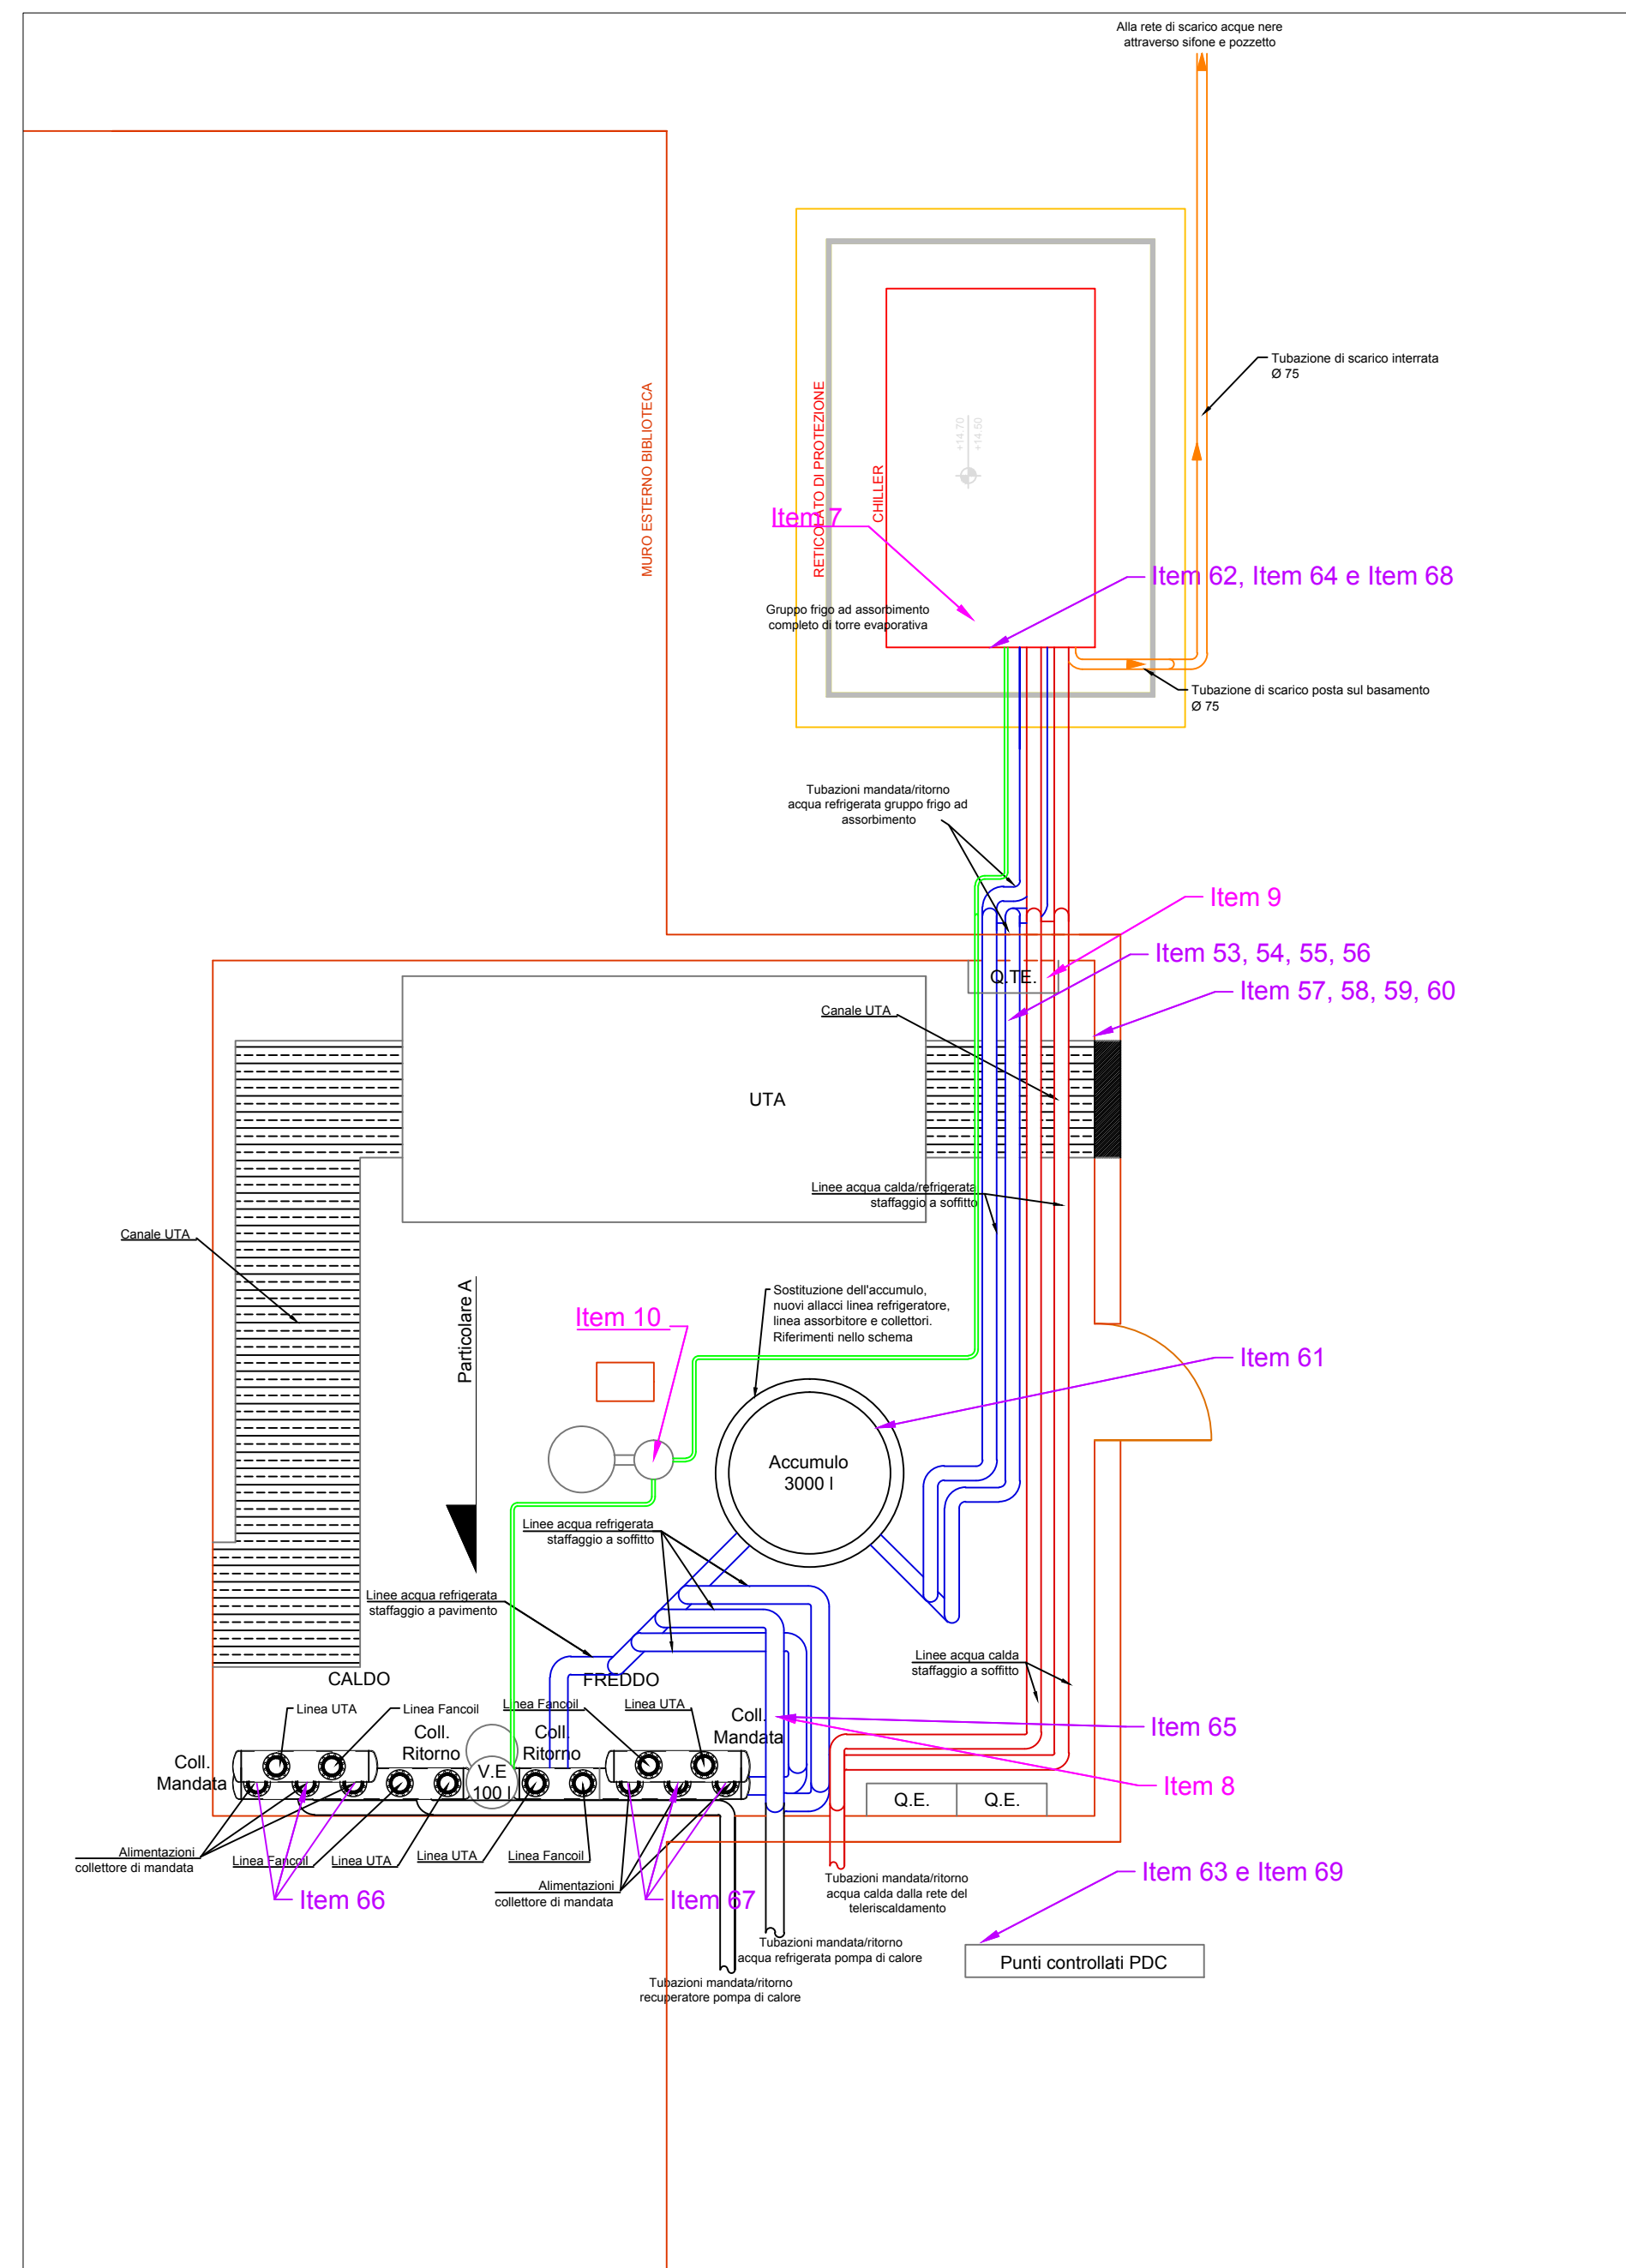 Alla rete di scarico acque nere
attraverso sifone e pozzetto
Tubazione di scarico interrata
Ø 75
MURO ESTERNO BIBLIOTECA
RETICOLATO DI PROTEZIONE
CHILLER
+14.70
+14.50
Item 7
Item 62, Item 64 e Item 68
Gruppo frigo ad assorbimento
completo di torre evaporativa
Tubazione di scarico posta sul basamento
Ø 75
Tubazioni mandata/ritorno
acqua refrigerata gruppo frigo ad
assorbimento
Item 9
Item 53, 54, 55, 56
Q.TE.
Item 57, 58, 59, 60
Canale UTA
UTA
Linee acqua calda/refrigerata
staffaggio a soffitto
Canale UTA
Particolare A
Sostituzione dell'accumulo,
nuovi allacci linea refrigeratore,
linea assorbitore e collettori.
Riferimenti nello schema
Item 10
Item 61
Accumulo
3000 l
Linee acqua refrigerata
staffaggio a soffitto
Linee acqua refrigerata
staffaggio a pavimento
Linee acqua calda
staffaggio a soffitto
CALDO
FREDDO
Linea UTA
Linea Fancoil
Linea Fancoil
Linea UTA
Coll.
Mandata
Coll.
Ritorno
Coll.
Ritorno
Coll.
Mandata
Item 65
V.E
100 l
Item 8
Q.E.
Q.E.
Alimentazioni
collettore di mandata
Linea Fancoil
Linea UTA
Linea UTA
Linea Fancoil
Alimentazioni
collettore di mandata
Item 66
Item 67
Tubazioni mandata/ritorno
acqua calda dalla rete del
teleriscaldamento
Item 63 e Item 69
Tubazioni mandata/ritorno
acqua refrigerata pompa di calore
Punti controllati PDC
Tubazioni mandata/ritorno
recuperatore pompa di calore